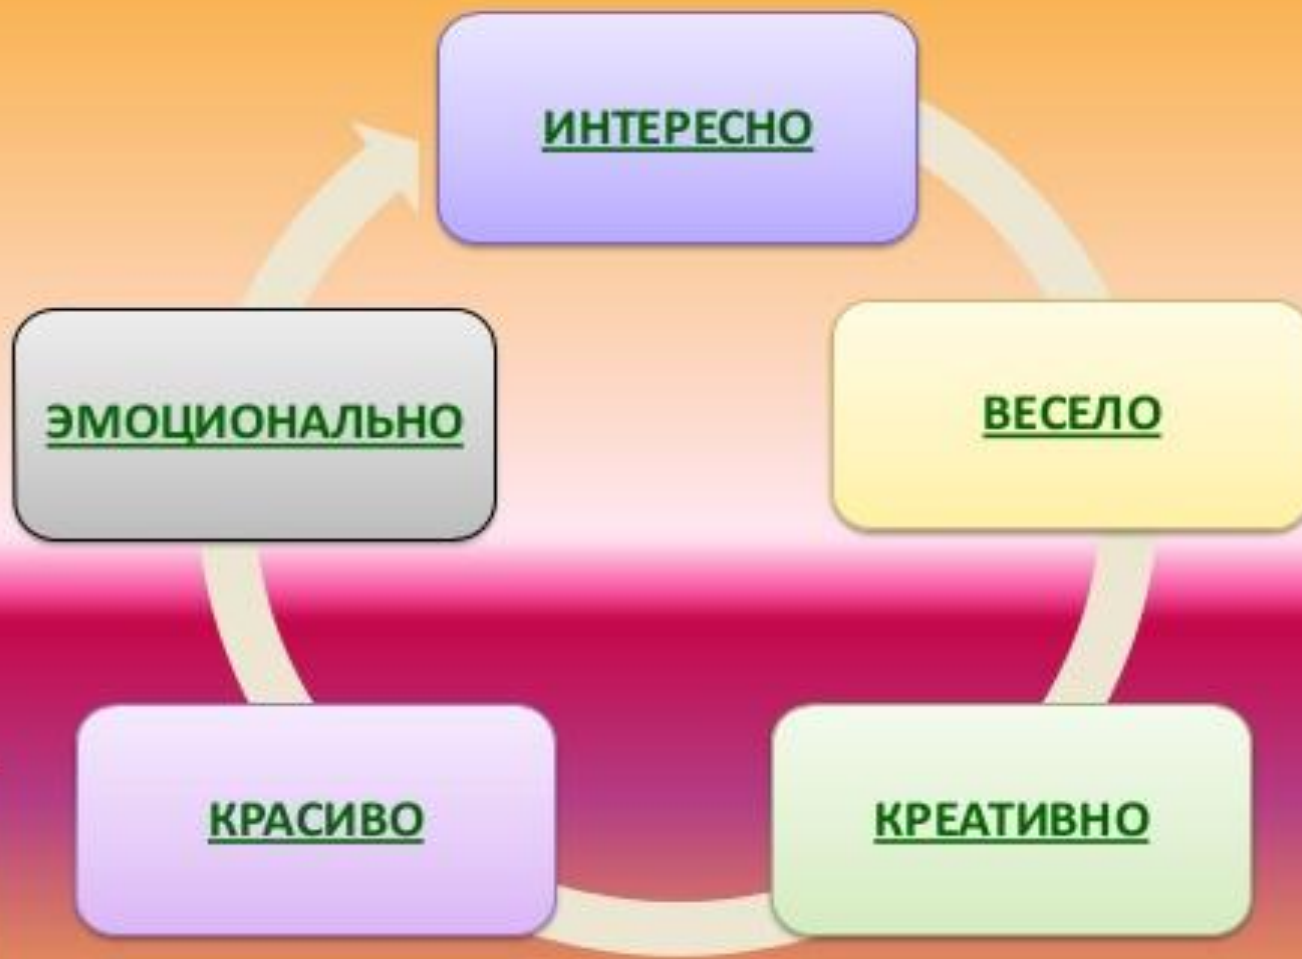 ИНТЕРЕСНО
ВЕСЕЛО
КРЕАТИВНО
КРАСИВО
ЭМОЦИОНАЛЬНО